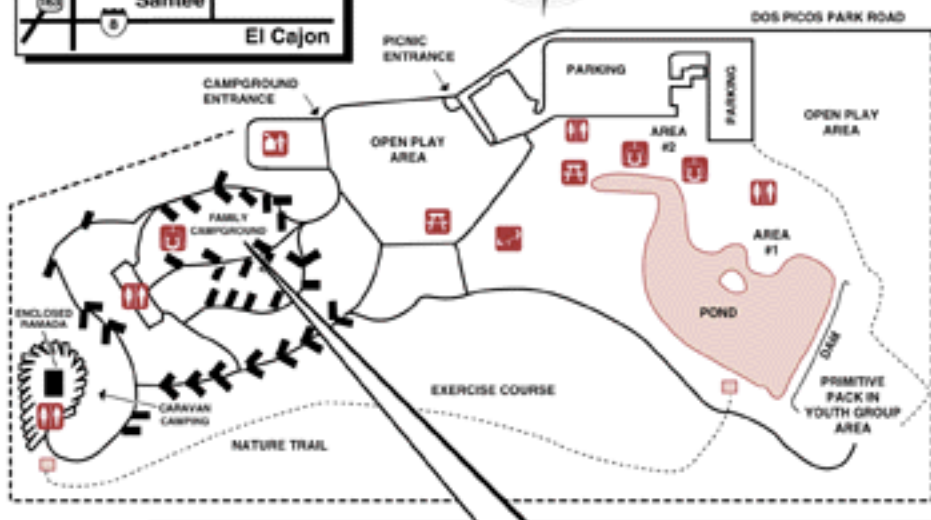 163
Santee
8
El Cajon
DOS PICOS PARK ROAD
PICNIC
ENTRANCE
CAMPGROUND
ENTRANCE
PARKING
PARKING
OPEN PLAY
AREA
OPEN PLAY
AREA
AREA
#2
FAMILY
CAMPGROUND
AREA
#1
ENCLOSED
RAMADA
POND
DAM
EXERCISE COURSE
PRIMITIVE
PACK IN
YOUTH GROUP
AREA
CARAVAN
CAMPING
NATURE TRAIL